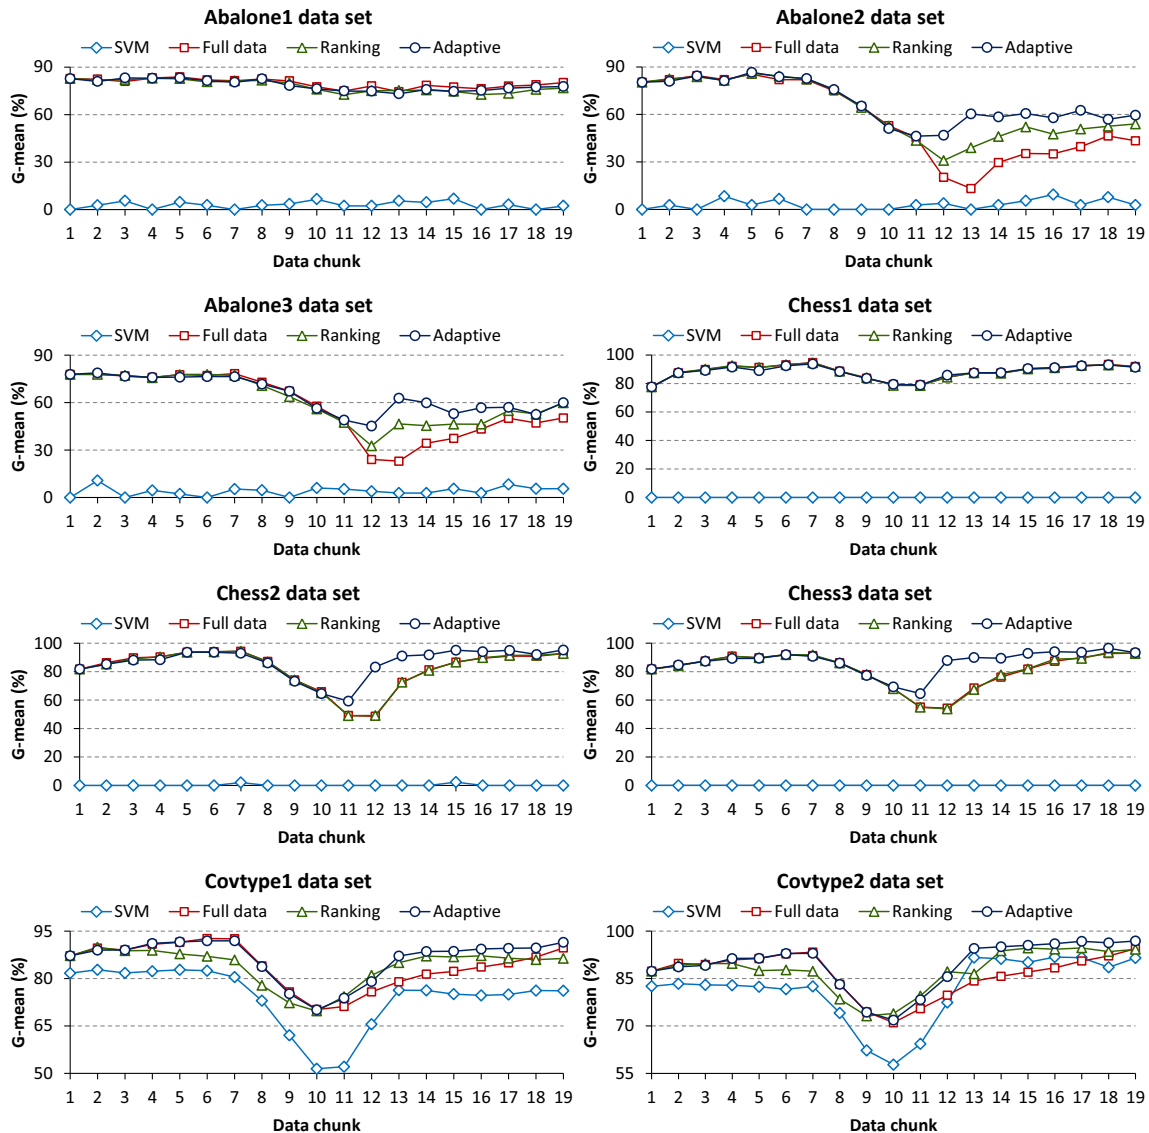 Abalone1 data set
SVM Full data Ranking Adaptive
90
60
30
0
G-mean (%)
1 2 3 4 5 6 7 8 9 10 11 12 13 14 15 16 17 18 19
Data chunk
Abalone2 data set
SVM Full data Ranking Adaptive
90
60
30
0
G-mean (%)
1 2 3 4 5 6 7 8 9 10 11 12 13 14 15 16 17 18 19
Data chunk
Abalone3 data set
SVM Full data Ranking Adaptive
90
60
30
0
G-mean (%)
1 2 3 4 5 6 7 8 9 10 11 12 13 14 15 16 17 18 19
Data chunk
Chess1 data set
SVM Full data Ranking Adaptive
100
80
60
40
20
0
G-mean (%)
1 2 3 4 5 6 7 8 9 10 11 12 13 14 15 16 17 18 19
Data chunk
Chess2 data set
SVM Full data Ranking Adaptive
100
80
60
40
20
0
G-mean (%)
1 2 3 4 5 6 7 8 9 10 11 12 13 14 15 16 17 18 19
Data chunk
Chess3 data set
SVM Full data Ranking Adaptive
100
80
60
40
20
0
G-mean (%)
1 2 3 4 5 6 7 8 9 10 11 12 13 14 15 16 17 18 19
Data chunk
Covtype1 data set
SVM Full data Ranking Adaptive
95
80
65
50
G-mean (%)
1 2 3 4 5 6 7 8 9 10 11 12 13 14 15 16 17 18 19
Data chunk
Covtype2 data set
SVM Full data Ranking Adaptive
100
85
70
55
G-mean (%)
1 2 3 4 5 6 7 8 9 10 11 12 13 14 15 16 17 18 19
Data chunk